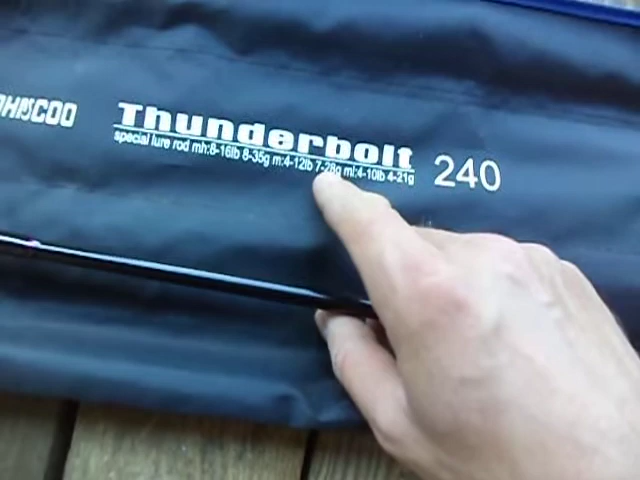 Thunderbolt 240
special lure rod mh:8-16lb 8-35g m:4-12lb 7-28g ml:4-10lb 4-21g